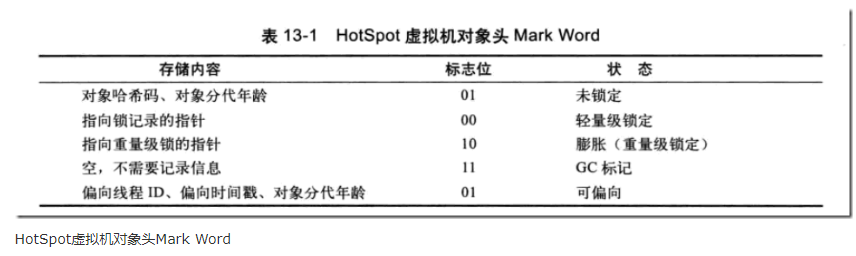 表 13-1 HotSpot 虚拟机对象头 Mark Word
存储内容 标志位 状 态
对象哈希码、对象分代年龄 01 未锁定
指向锁记录的指针 00 轻量级锁定
指向重量级锁的指针 10 膨胀（重量级锁定）
空，不需要记录信息 11 GC 标记
偏向线程 ID、偏向时间戳、对象分代年龄 01 可偏向
HotSpot虚拟机对象头Mark Word